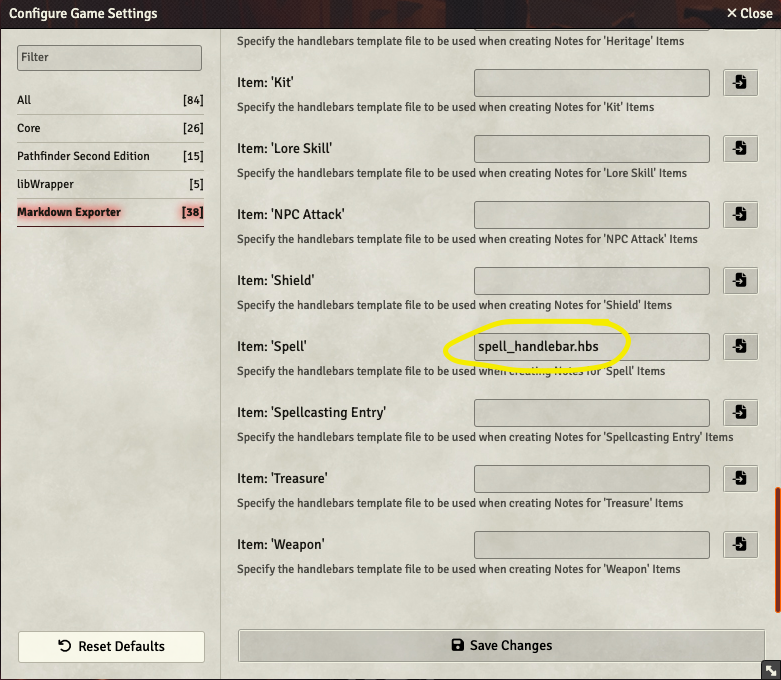 Configure Game Settings
Close
Filter
All [84]
Core [26]
Pathfinder Second Edition [15]
libWrapper [5]
Markdown Exporter [38]
Reset Defaults
Specify the handlebars template file to be used when creating Notes for 'Heritage' Items
Item: 'Kit'
Specify the handlebars template file to be used when creating Notes for 'Kit' Items
Item: 'Lore Skill'
Specify the handlebars template file to be used when creating Notes for 'Lore Skill' Items
Item: 'NPC Attack'
Specify the handlebars template file to be used when creating Notes for 'NPC Attack' Items
Item: 'Shield'
Specify the handlebars template file to be used when creating Notes for 'Shield' Items
Item: 'Spell' spell_handlebar.hbs
Specify the handlebars template file to be used when creating Notes for 'Spell' Items
Item: 'Spellcasting Entry'
Specify the handlebars template file to be used when creating Notes for 'Spellcasting Entry' Items
Item: 'Treasure'
Specify the handlebars template file to be used when creating Notes for 'Treasure' Items
Item: 'Weapon'
Specify the handlebars template file to be used when creating Notes for 'Weapon' Items
Save Changes